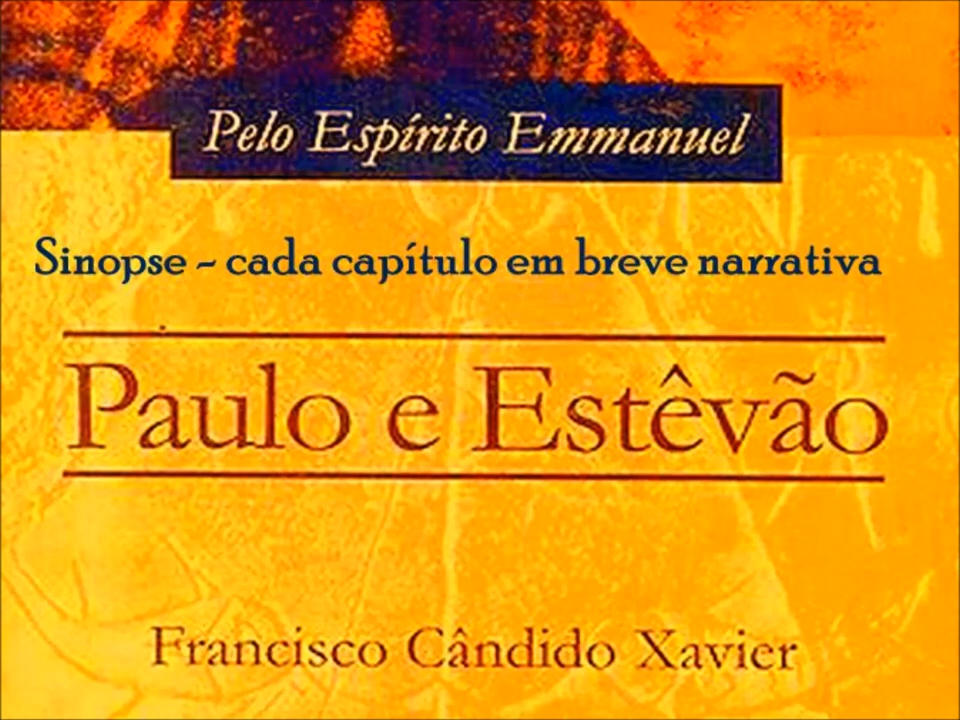 Pelo Espírito Emmanuel
Sinopse - cada capítulo em breve narrativa
Paulo e Estêvão
Francisco Cândido Xavier